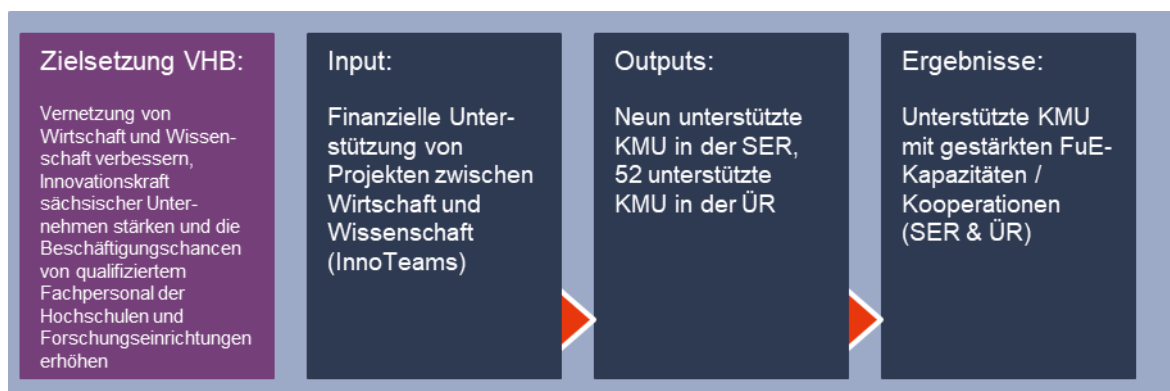 Zielsetzung VHB:
Vernetzung von
Wirtschaft und Wissen-
schaft verbessern,
Innovationskraft
sächsischer Unter-
nehmen stärken und die
Beschäftigungschancen
von qualifiziertem
Fachpersonal der
Hochschulen und
Forschungseinrichtungen
erhöhen
Input:
Finanzielle Unter-
stützung von
Projekten zwischen
Wirtschaft und
Wissenschaft
(InnoTeams)
Outputs:
Neun unterstützte
KMU in der SER,
52 unterstützte
KMU in der ÜR
Ergebnisse:
Unterstützte KMU
mit gestärkten FuE-
Kapazitäten /
Kooperationen
(SER & ÜR)